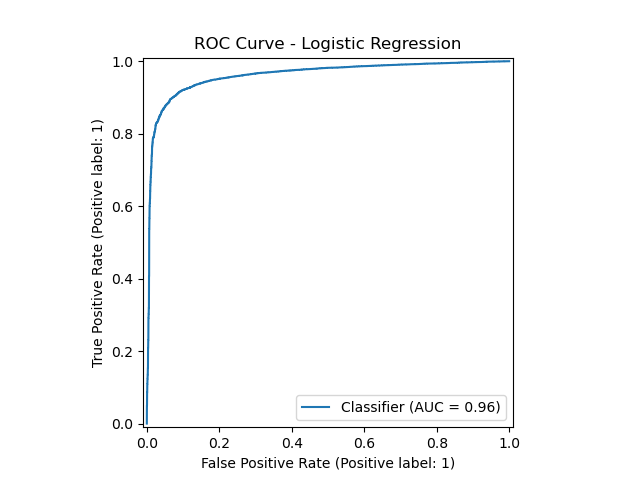 ROC Curve - Logistic Regression
1.0
0.8
0.6
0.4
0.2
0.0
True Positive Rate (Positive label: 1)
Classifier (AUC = 0.96)
0.0 0.2 0.4 0.6 0.8 1.0
False Positive Rate (Positive label: 1)